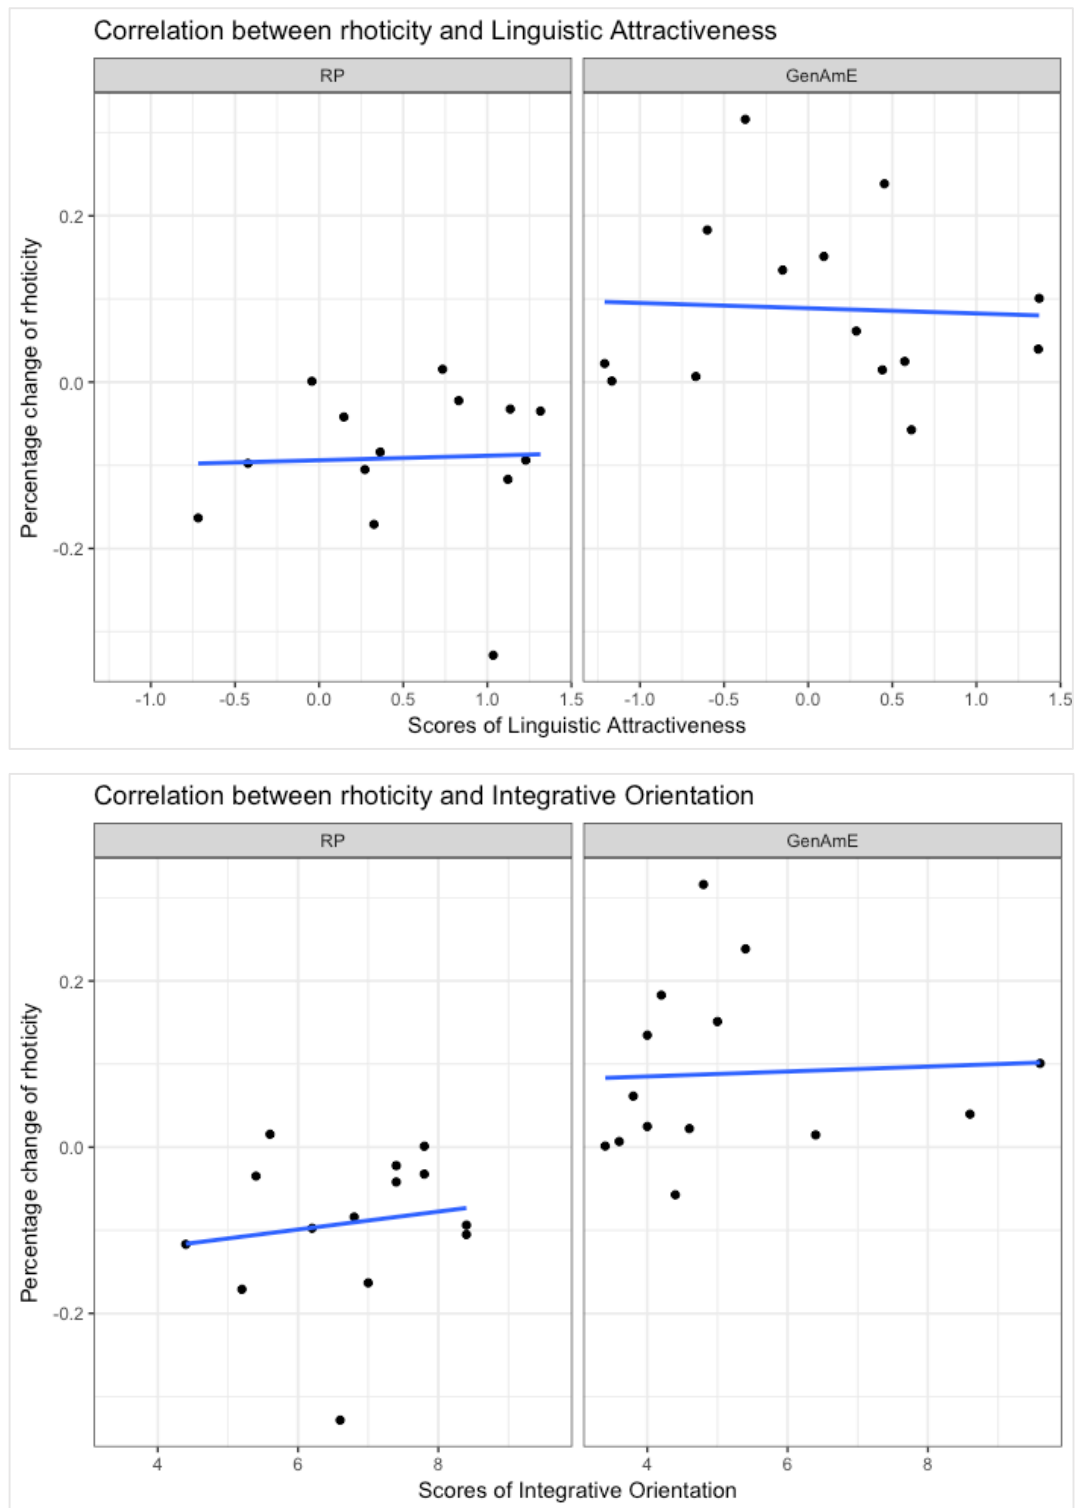 Correlation between rhoticity and Linguistic Attractiveness
RP
GenAmE
Percentage change of rhoticity
0.2
0.0
-0.2
-1.0 -0.5 0.0 0.5 1.0 1.5
-1.0 -0.5 0.0 0.5 1.0 1.5
Scores of Linguistic Attractiveness
Correlation between rhoticity and Integrative Orientation
RP
GenAmE
Percentage change of rhoticity
0.2
0.0
-0.2
4 6 8
4 6 8
Scores of Integrative Orientation